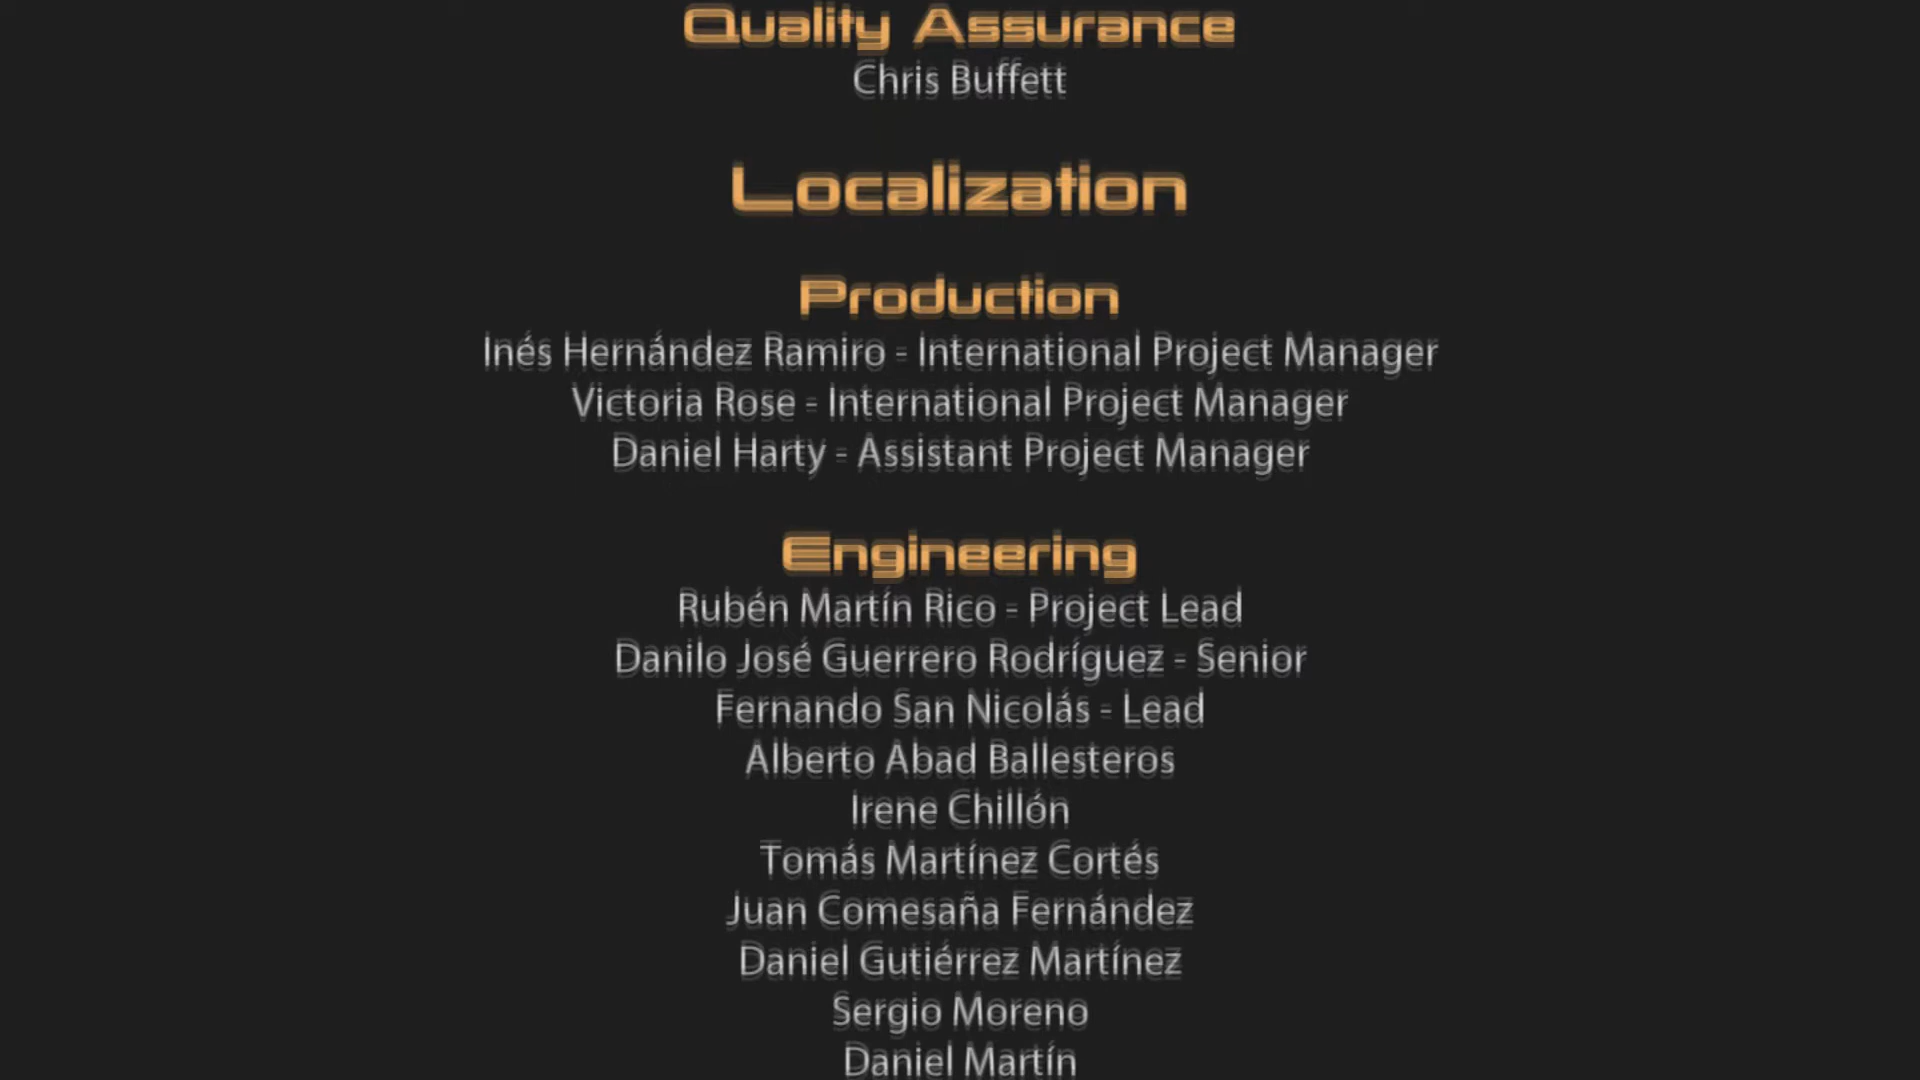 Quality Assurance
Chris Buffett
Localization
Production
Inés Hernández Ramiro - International Project Manager
Victoria Rose - International Project Manager
Daniel Harty - Assistant Project Manager
Engineering
Rubén Martín Rico - Project Lead
Danilo José Guerrero Rodríguez - Senior
Fernando San Nicolás - Lead
Alberto Abad Ballesteros
Irene Chillón
Tomás Martínez Cortés
Juan Comesaña Fernández
Daniel Gutiérrez Martínez
Sergio Moreno
Daniel Martín